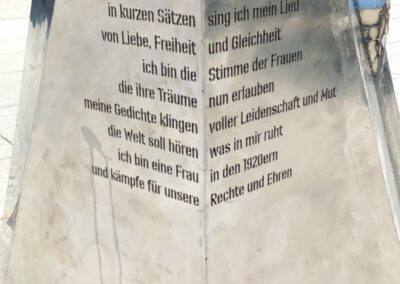 in kurzen Sätzen sing ich mein Lied
von Liebe, Freiheit und Gleichheit
ich bin die Stimme der Frauen
die ihre Träume nun erlauben
meine Gedichte klingen voller Leidenschaft und Mut
die Welt soll hören was in mir ruht
ich bin eine Frau in den 1920ern
und kämpfe für unsere Rechte und Ehren